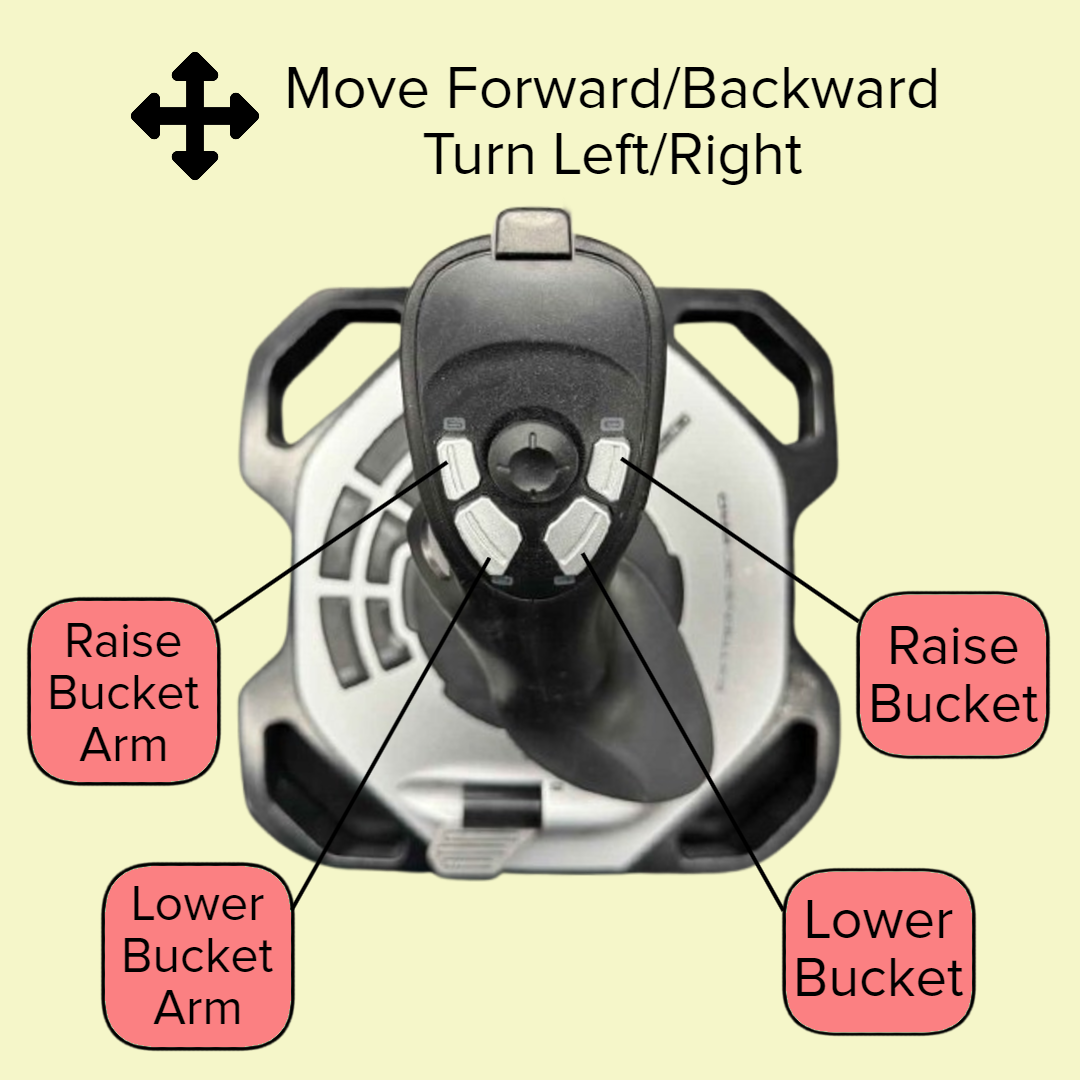 Move Forward/Backward
Turn Left/Right
Raise
Bucket
Arm
Raise
Bucket
Lower
Bucket
Arm
Lower
Bucket